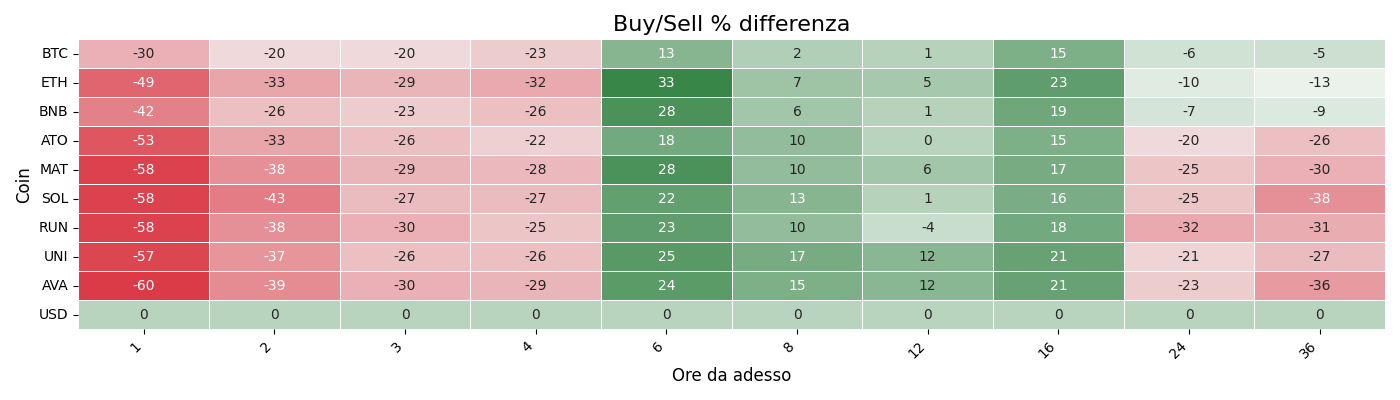 Buy/Sell % differenza
Coin
BTC -30 -20 -20 -23 13 2 1 15 -6 -5
ETH -49 -33 -29 -32 33 7 5 23 -10 -13
BNB -42 -26 -23 -26 28 6 1 19 -7 -9
ATO -53 -33 -26 -22 18 10 0 15 -20 -26
MAT -58 -38 -29 -28 28 10 6 17 -25 -30
SOL -58 -43 -27 -27 22 13 1 16 -25 -38
RUN -58 -38 -30 -25 23 10 -4 18 -32 -31
UNI -57 -37 -26 -26 25 17 12 21 -21 -27
AVA -60 -39 -30 -29 24 15 12 21 -23 -36
USD 0 0 0 0 0 0 0 0 0 0
1 2 3 4 6 8 12 16 24 36
Ore da adesso